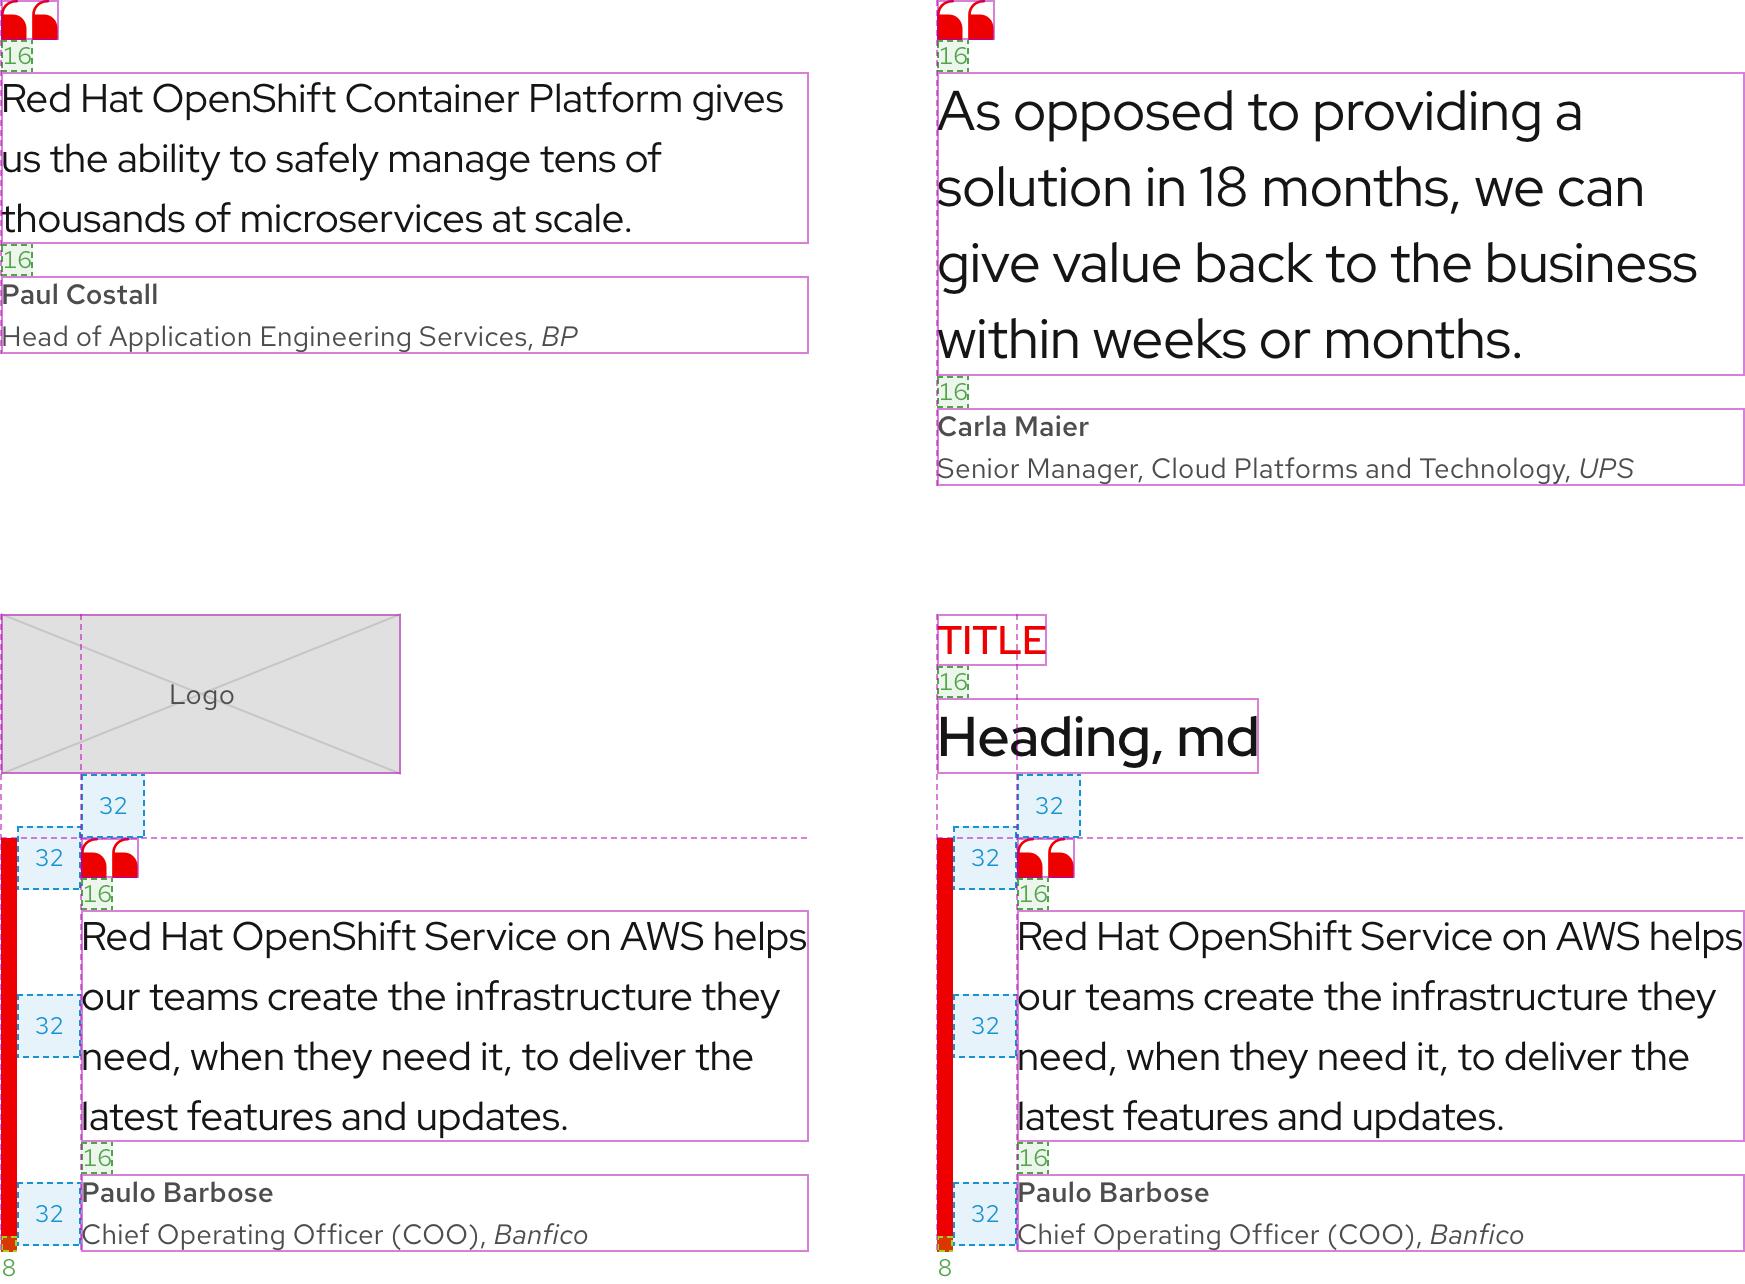 16
Red Hat OpenShift Container Platform gives
us the ability to safely manage tens of
thousands of microservices at scale.
16
Paul Costall
Head of Application Engineering Services, BP
16
As opposed to providing a
solution in 18 months, we can
give value back to the business
within weeks or months.
16
Carla Maier
Senior Manager, Cloud Platforms and Technology, UPS
Logo
32
32
16
Red Hat OpenShift Service on AWS helps
our teams create the infrastructure they
32
need, when they need it, to deliver the
latest features and updates.
16
Paulo Barbose
32
Chief Operating Officer (COO), Banfico
8
TITLE
16
Heading, md
32
32
16
Red Hat OpenShift Service on AWS helps
our teams create the infrastructure they
32
need, when they need it, to deliver the
latest features and updates.
16
Paulo Barbose
32
Chief Operating Officer (COO), Banfico
8